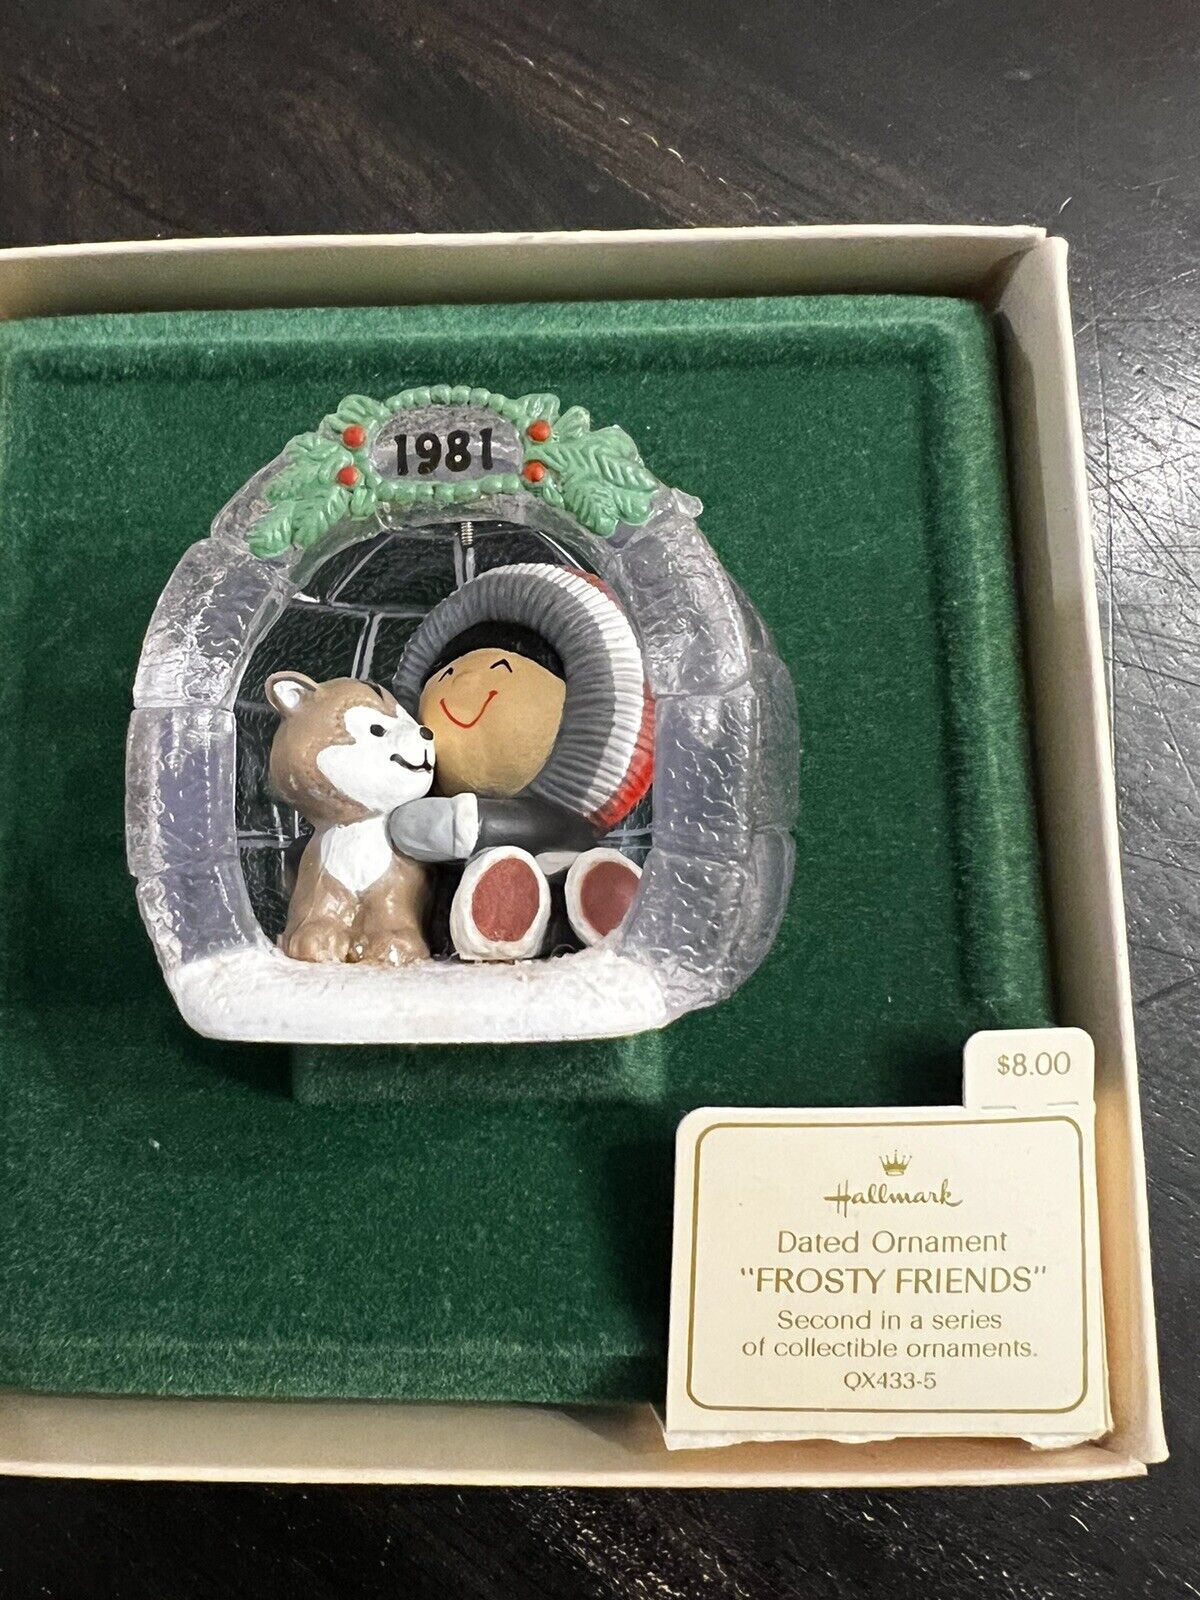 1981
$8.00
Hallmark
Dated Ornament
"FROSTY FRIENDS"
Second in a series
of collectible ornaments.
QX433-5